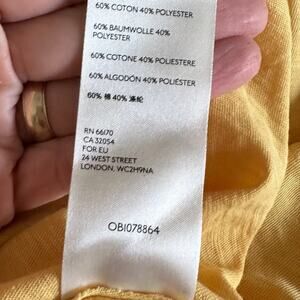 60% COTTON 40% POLYESTER
60% BAUMWOLLE 40%
POLYESTER
60% COTONE 40% POLIESTERE
60% ALGODÓN 40% POLIÉSTER
60% 棉 40% 涤纶
RN 66170
CA 32054
FOR EU
24 WEST STREET
LONDON, WC2H9NA
OBI078864